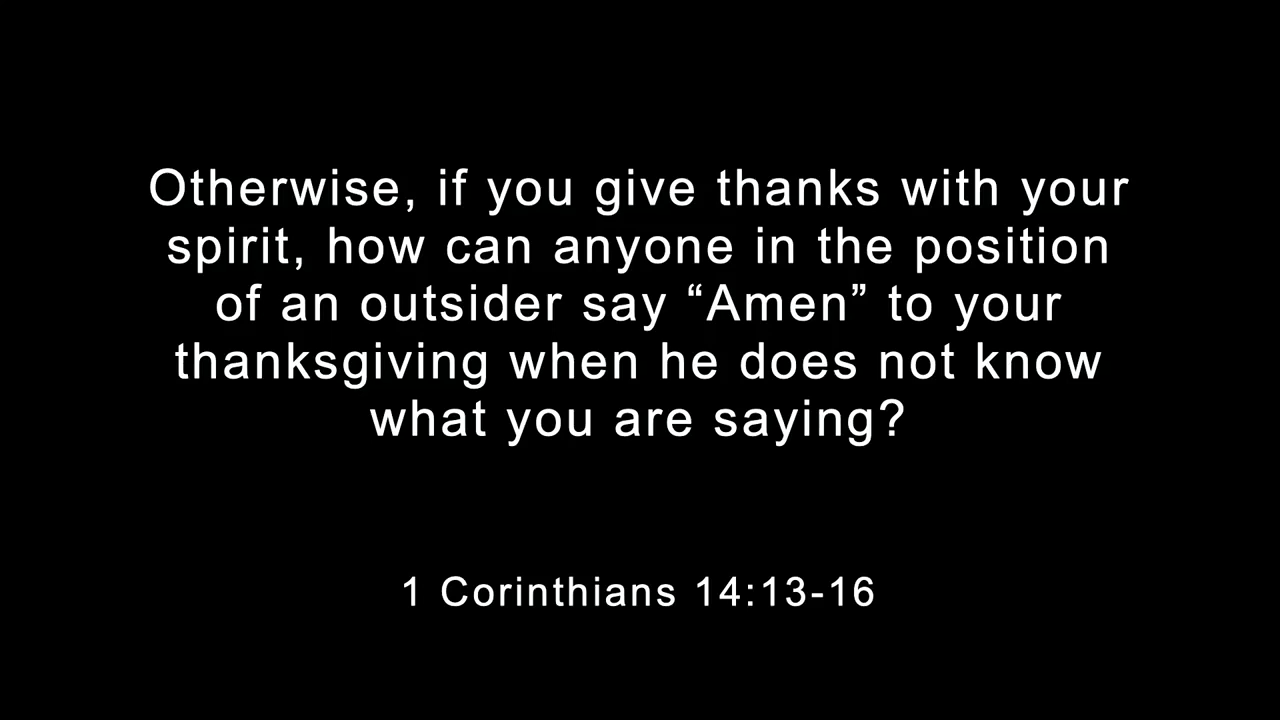 Otherwise, if you give thanks with your
spirit, how can anyone in the position
of an outsider say “Amen” to your
thanksgiving when he does not know
what you are saying?
1 Corinthians 14:13-16